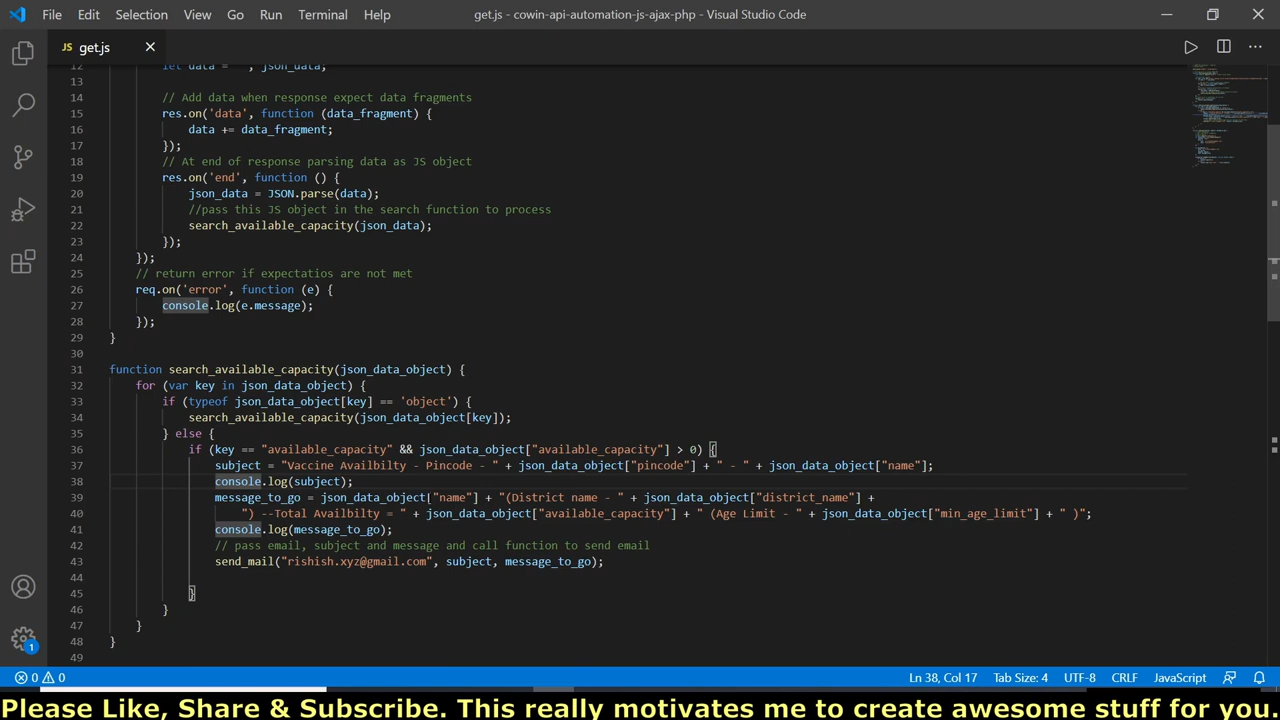 File Edit Selection View Go Run Terminal Help get.js - cowin-api-automation-js-ajax-php - Visual Studio Code
JS get.js
12 let data = '', json_data;
13
14 // Add data when response expect data fragments
15 res.on('data', function (data_fragment) {
16 data += data_fragment;
17 });
18 // At end of response parsing data as JS object
19 res.on('end', function () {
20 json_data = JSON.parse(data);
21 //pass this JS object in the search function to process
22 search_available_capacity(json_data);
23 });
24 });
25 // return error if expectatios are not met
26 req.on('error', function (e) {
27 console.log(e.message);
28 });
29 }
30
31 function search_available_capacity(json_data_object) {
32 for (var key in json_data_object) {
33 if (typeof json_data_object[key] == 'object') {
34 search_available_capacity(json_data_object[key]);
35 } else {
36 if (key == "available_capacity" && json_data_object["available_capacity"] > 0) {
37 subject = "Vaccine Availbilty - Pincode - " + json_data_object["pincode"] + " - " + json_data_object["name"];
38 console.log(subject);
39 message_to_go = json_data_object["name"] + "(District name - " + json_data_object["district_name"] +
40 ") --Total Availbilty = " + json_data_object["available_capacity"] + " (Age Limit - " + json_data_object["min_age_limit"] + " )";
41 console.log(message_to_go);
42 // pass email, subject and message and call function to send email
43 send_mail("rishish.xyz@gmail.com", subject, message_to_go);
44
45 }
46 }
47 }
48 }
49
1
0 0 Ln 38, Col 17 Tab Size: 4 UTF-8 CRLF JavaScript
Please Like, Share & Subscribe. This really motivates me to create awesome stuff for you.